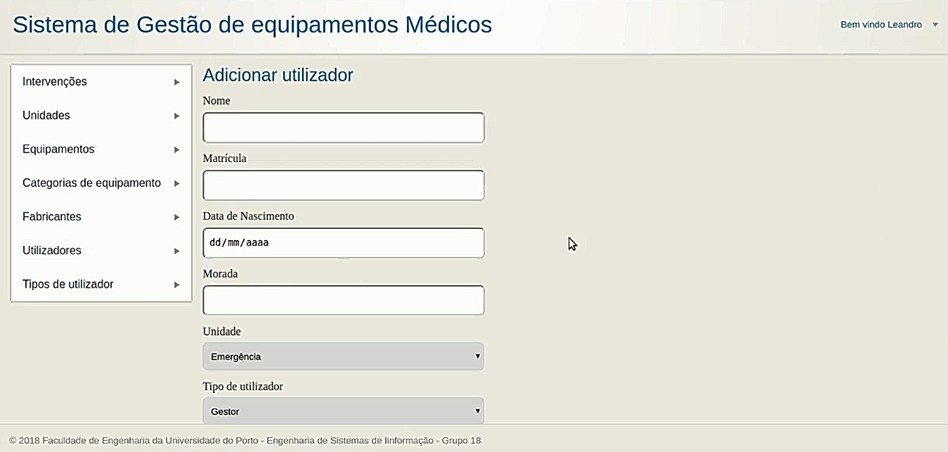 Sistema de Gestão de equipamentos Médicos
Bem vindo Leandro
Intervenções
Unidades
Equipamentos
Categorias de equipamento
Fabricantes
Utilizadores
Tipos de utilizador
Adicionar utilizador
Nome
Matrícula
Data de Nascimento
dd/mm/aaaa
Morada
Unidade
Emergência
Tipo de utilizador
Gestor
© 2018 Faculdade de Engenharia da Universidade do Porto - Engenharia de Sistemas de Iinformação - Grupo 18